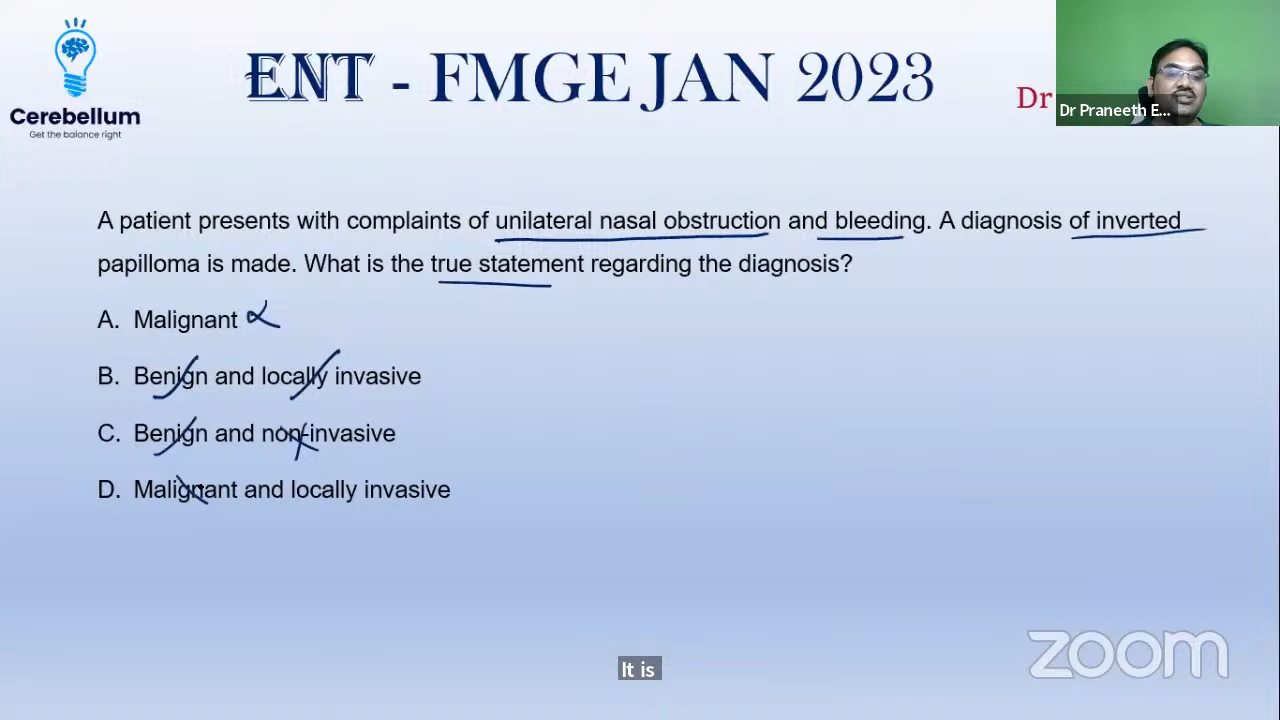 Cerebellum
Get the balance right
ENT - FMGE JAN 2023
Dr
Dr Praneeth E...
A patient presents with complaints of unilateral nasal obstruction and bleeding. A diagnosis of inverted
papilloma is made. What is the true statement regarding the diagnosis?
A. Malignant
B. Benign and locally invasive
C. Benign and non-invasive
D. Malignant and locally invasive
zoom
It is